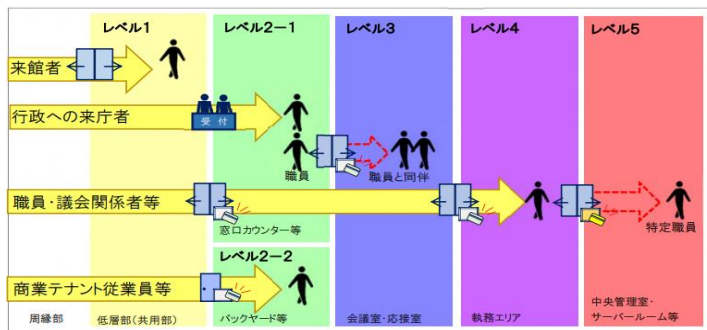 レベル1
レベル2－1
レベル3
レベル4
レベル5
来館者
行政への来庁者
受付
職員
職員と同伴
職員・議会関係者等
特定職員
窓口カウンター等
レベル2－2
商業テナント従業員等
周縁部
低層部（共用部）
バックヤード等
会議室・応接室
執務エリア
中央管理室・
サーバールーム等